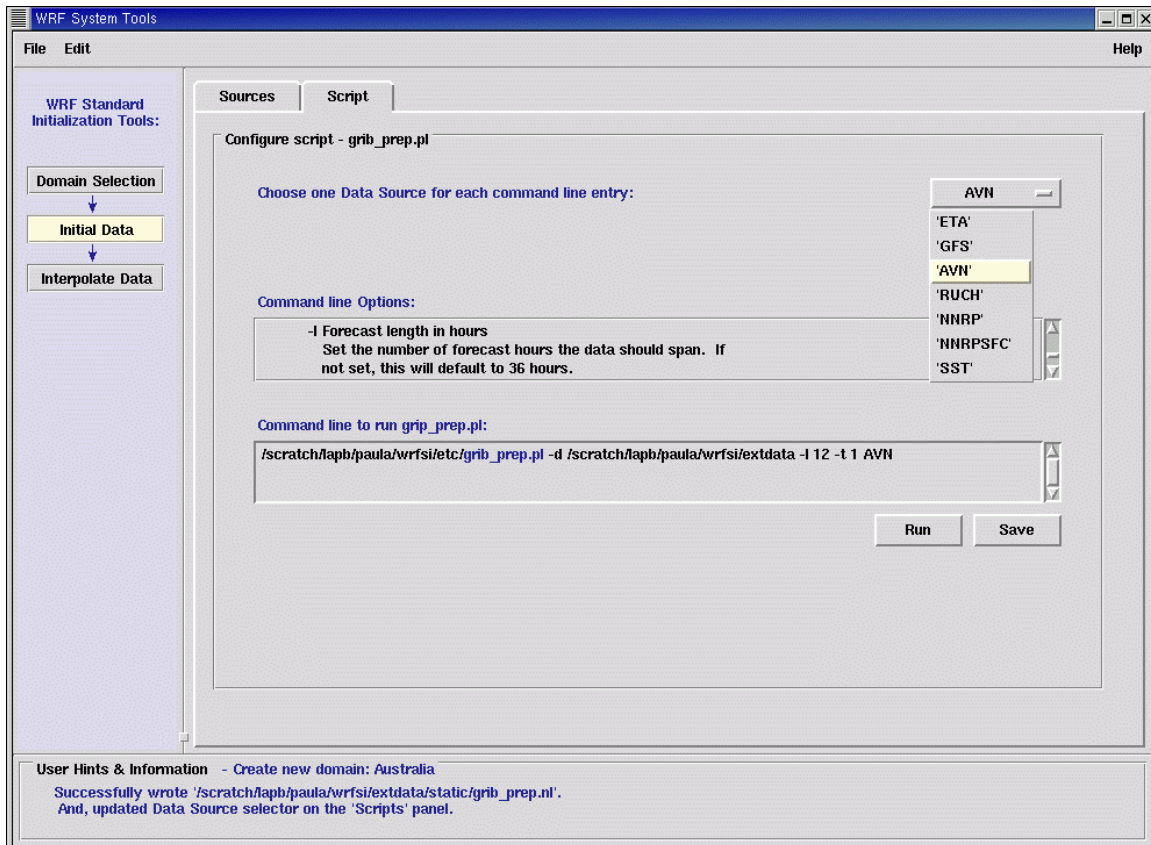 WRF System Tools
File Edit Help
WRF Standard
Initialization Tools:
Domain Selection
Initial Data
Interpolate Data
Sources Script
Configure script - grib_prep.pl
Choose one Data Source for each command line entry:
AVN
'ETA'
'GFS'
'AVN'
'RUCH'
'NNRP'
'NNRPSFC'
'SST'
Command line Options:
-l Forecast length in hours
Set the number of forecast hours the data should span. If
not set, this will default to 36 hours.
Command line to run grip_prep.pl:
/scratch/lapb/paula/wrfsi/etc/grib_prep.pl -d /scratch/lapb/paula/wrfsi/extdata -l 12 -t 1 AVN
Run Save
User Hints & Information - Create new domain: Australia
Successfully wrote '/scratch/lapb/paula/wrfsi/extdata/static/grib_prep.nl'.
And, updated Data Source selector on the 'Scripts' panel.